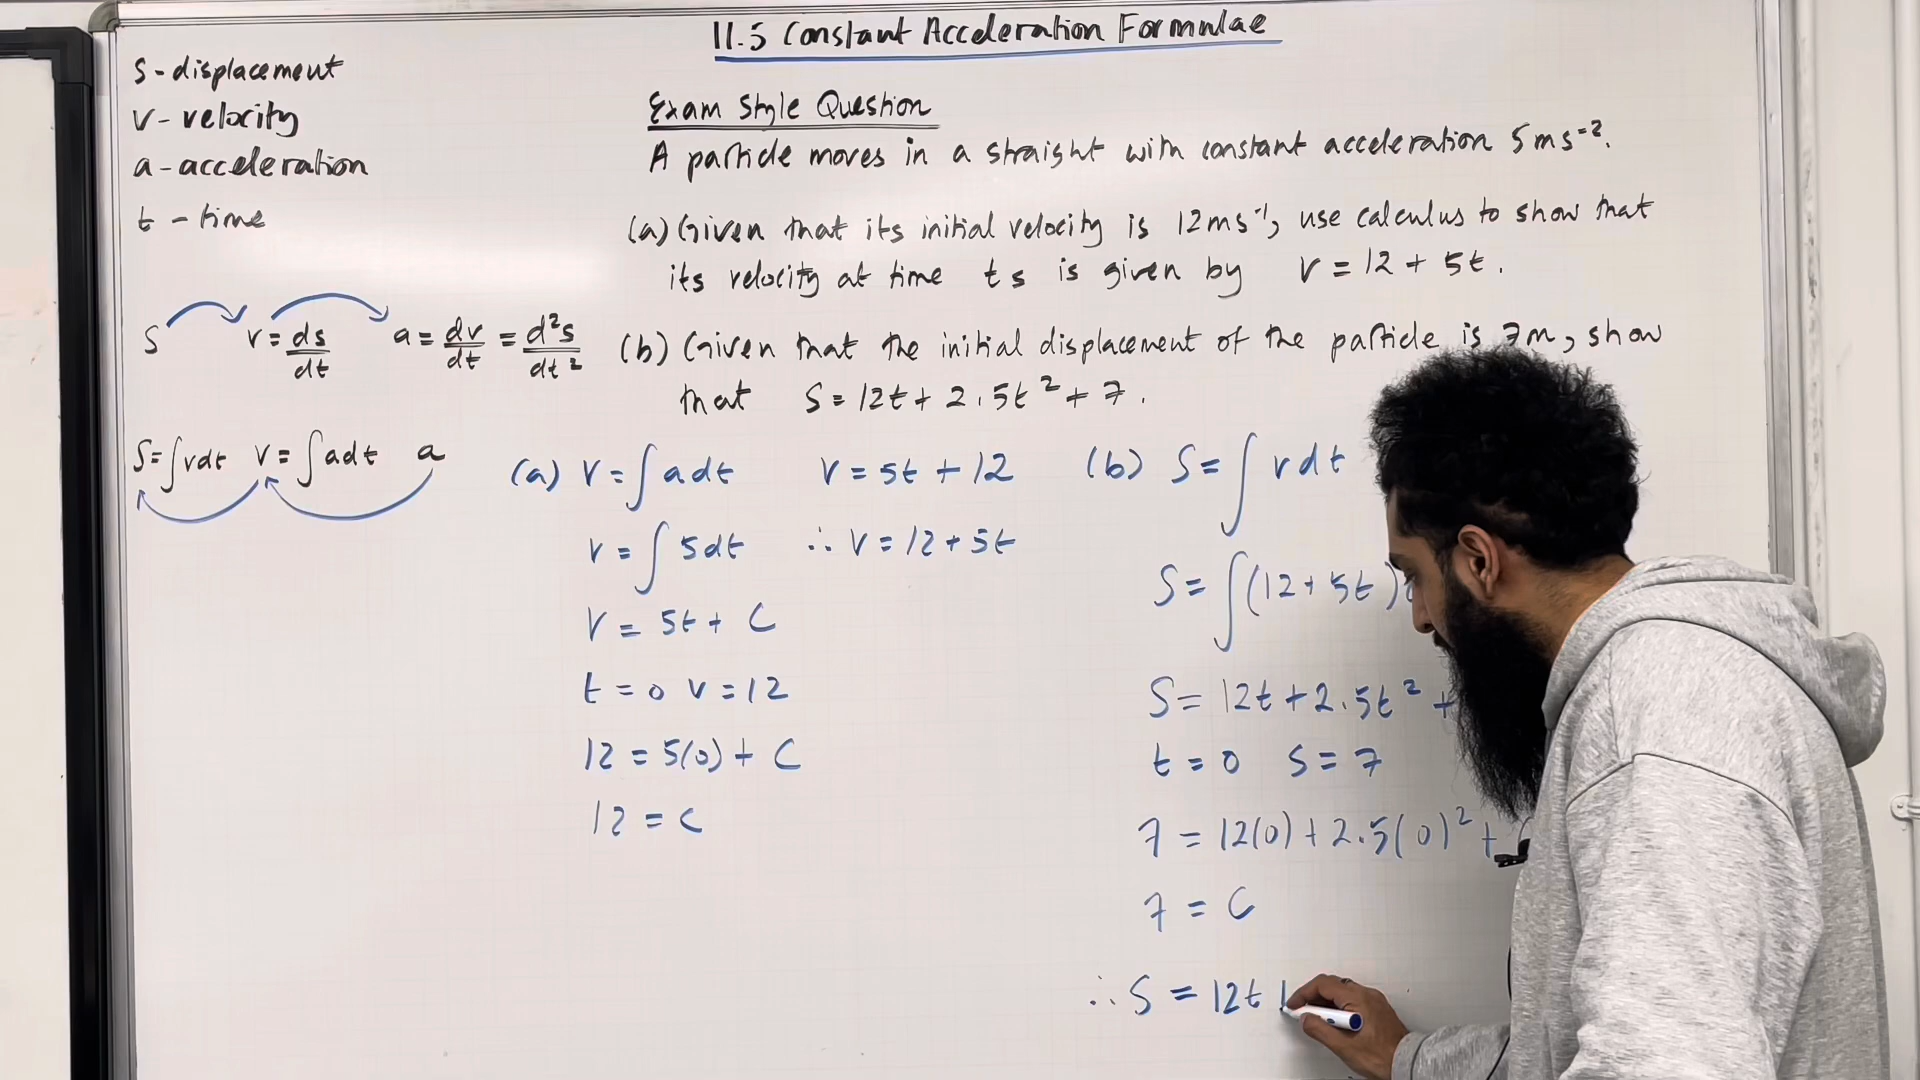 11.5 Constant Acceleration Formulae
s - displacement
v - velocity
a - acceleration
t - time
s v = ds/dt a = dv/dt = d²s/dt²
s = ∫vdt v = ∫adt a
Exam Style Question
A particle moves in a straight with constant acceleration 5ms⁻².
(a) Given that its initial velocity is 12ms⁻¹, use calculus to show that
its velocity at time ts is given by v = 12 + 5t.
(b) Given that the initial displacement of the particle is 7m, show
that s = 12t + 2.5t² + 7.
(a) v = ∫adt
v = ∫5dt
v = 5t + C
t = 0 v = 12
12 = 5(0) + C
12 = C
v = 5t + 12
∴ v = 12 + 5t
(b) s = ∫vdt
s = ∫(12 + 5t)
s = 12t + 2.5t² +
t = 0 s = 7
7 = 12(0) + 2.5(0)² +
7 = C
∴ s = 12t